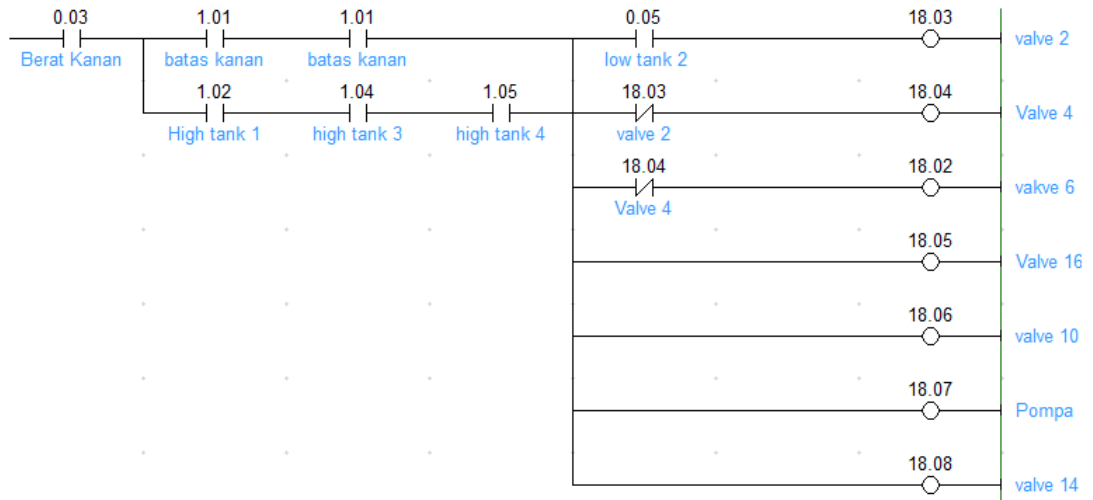 0.03 1.01 1.01 0.05 18.03
Berat Kanan batas kanan batas kanan low tank 2 valve 2
1.02 1.04 1.05 18.03 18.04
High tank 1 high tank 3 high tank 4 valve 2 Valve 4
18.04 18.02
Valve 4 vakve 6
18.05
Valve 16
18.06
valve 10
18.07
Pompa
18.08
valve 14